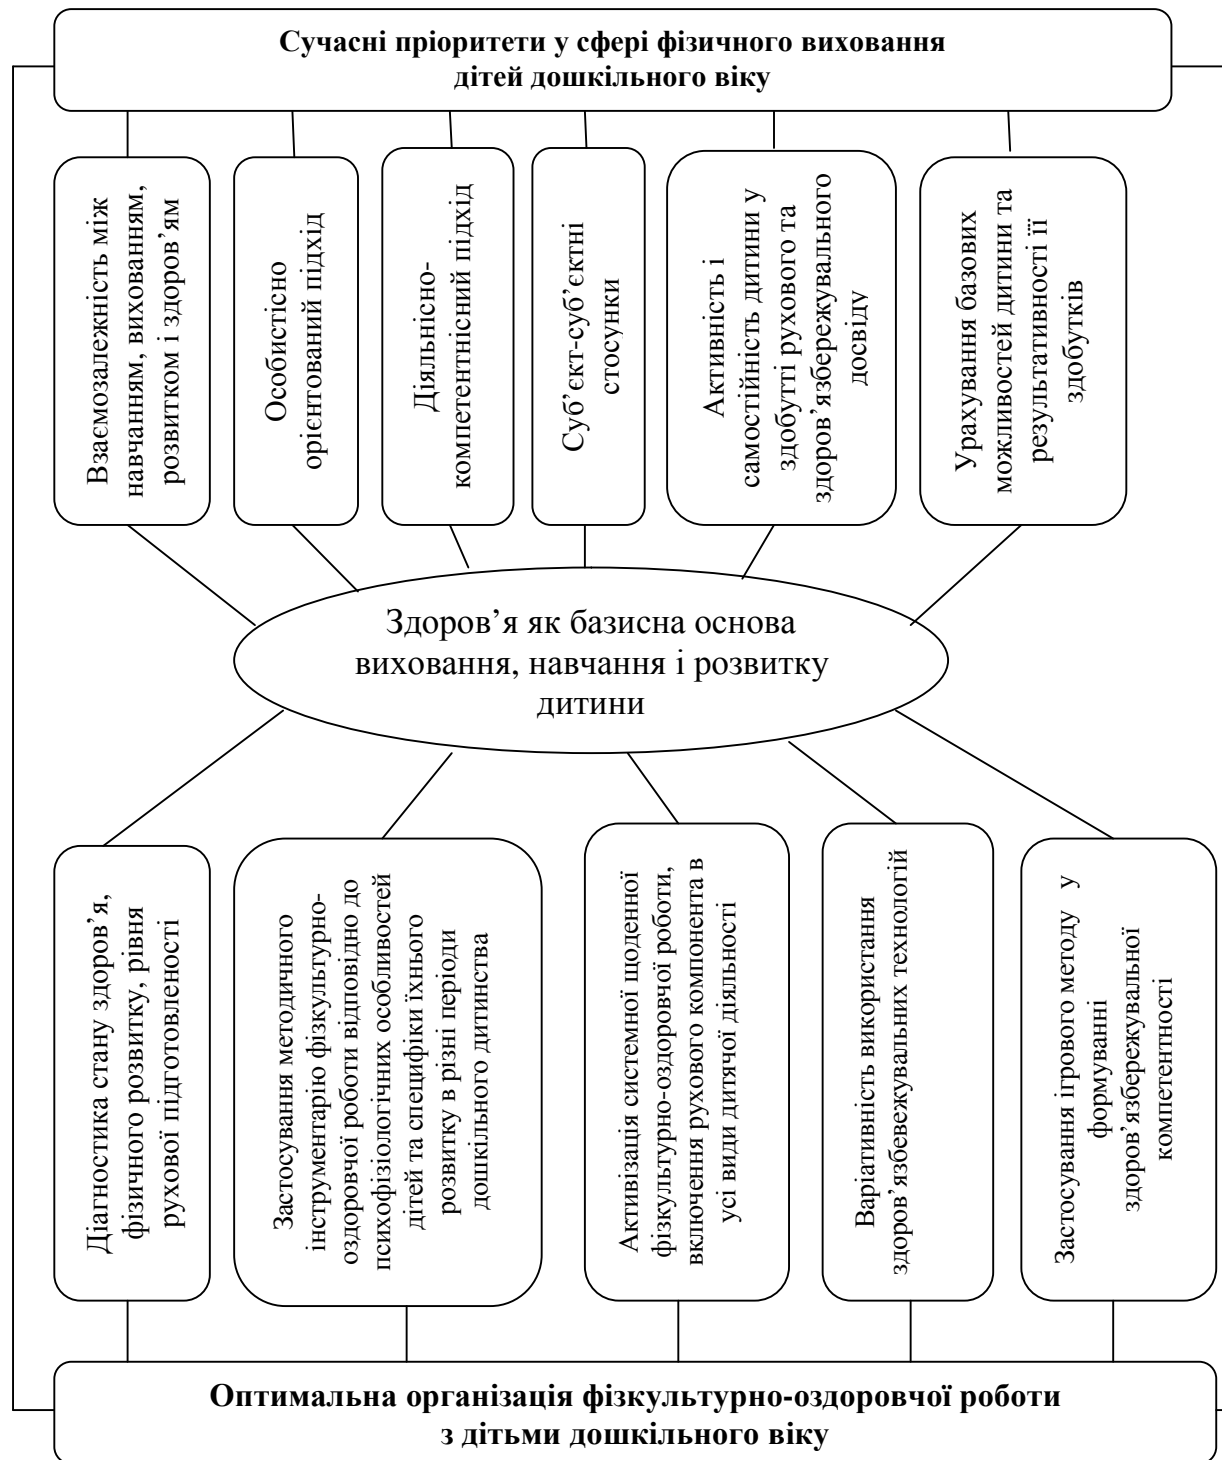 Сучасні пріоритети у сфері фізичного виховання
дітей дошкільного віку
Взаємозалежність між
навчанням, вихованням,
розвитком і здоров’ям
Особистісно
орієнтований підхід
Діяльнісно-
компетентнісний підхід
Суб’єкт-суб’єктні
стосунки
Активність і
самостійність дитини у
здобутті рухового та
здоров’язбережувального
досвіду
Урахування базових
можливостей дитини та
результативності її
здобутків
Здоров’я як базисна основа
виховання, навчання і розвитку
дитини
Діагностика стану здоров’я,
фізичного розвитку, рівня
рухової підготовленості
Застосування методичного
інструментарію фізкультурно-
оздоровчої роботи відповідно до
психофізіологічних особливостей
дітей та специфіки їхнього
розвитку в різні періоди
дошкільного дитинства
Активізація системної щоденної
фізкультурно-оздоровчої роботи,
включення рухового компонента в
усі види дитячої діяльності
Варіативність використання
здоров’язбевежувальних технологій
Застосування ігрового методу у
формуванні
здоров’язбережувальної
компетентності
Оптимальна організація фізкультурно-оздоровчої роботи
з дітьми дошкільного віку